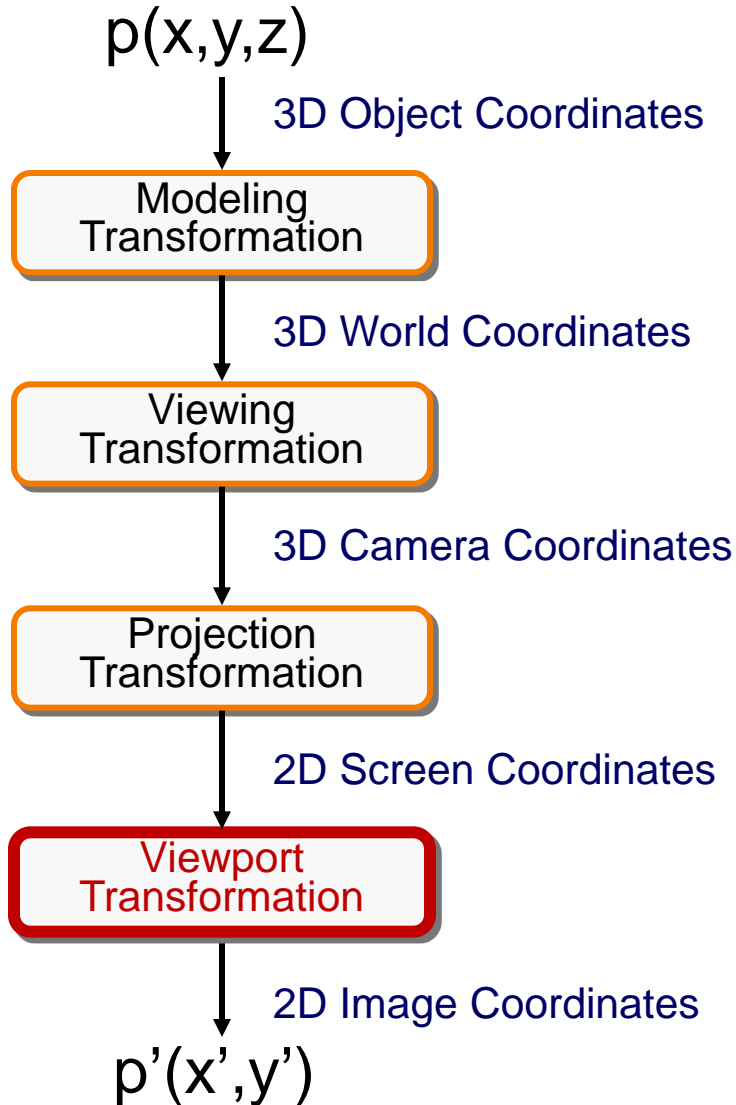 p(x,y,z)
3D Object Coordinates
Modeling
Transformation
3D World Coordinates
Viewing
Transformation
3D Camera Coordinates
Projection
Transformation
2D Screen Coordinates
Viewport
Transformation
2D Image Coordinates
p’(x’,y’)